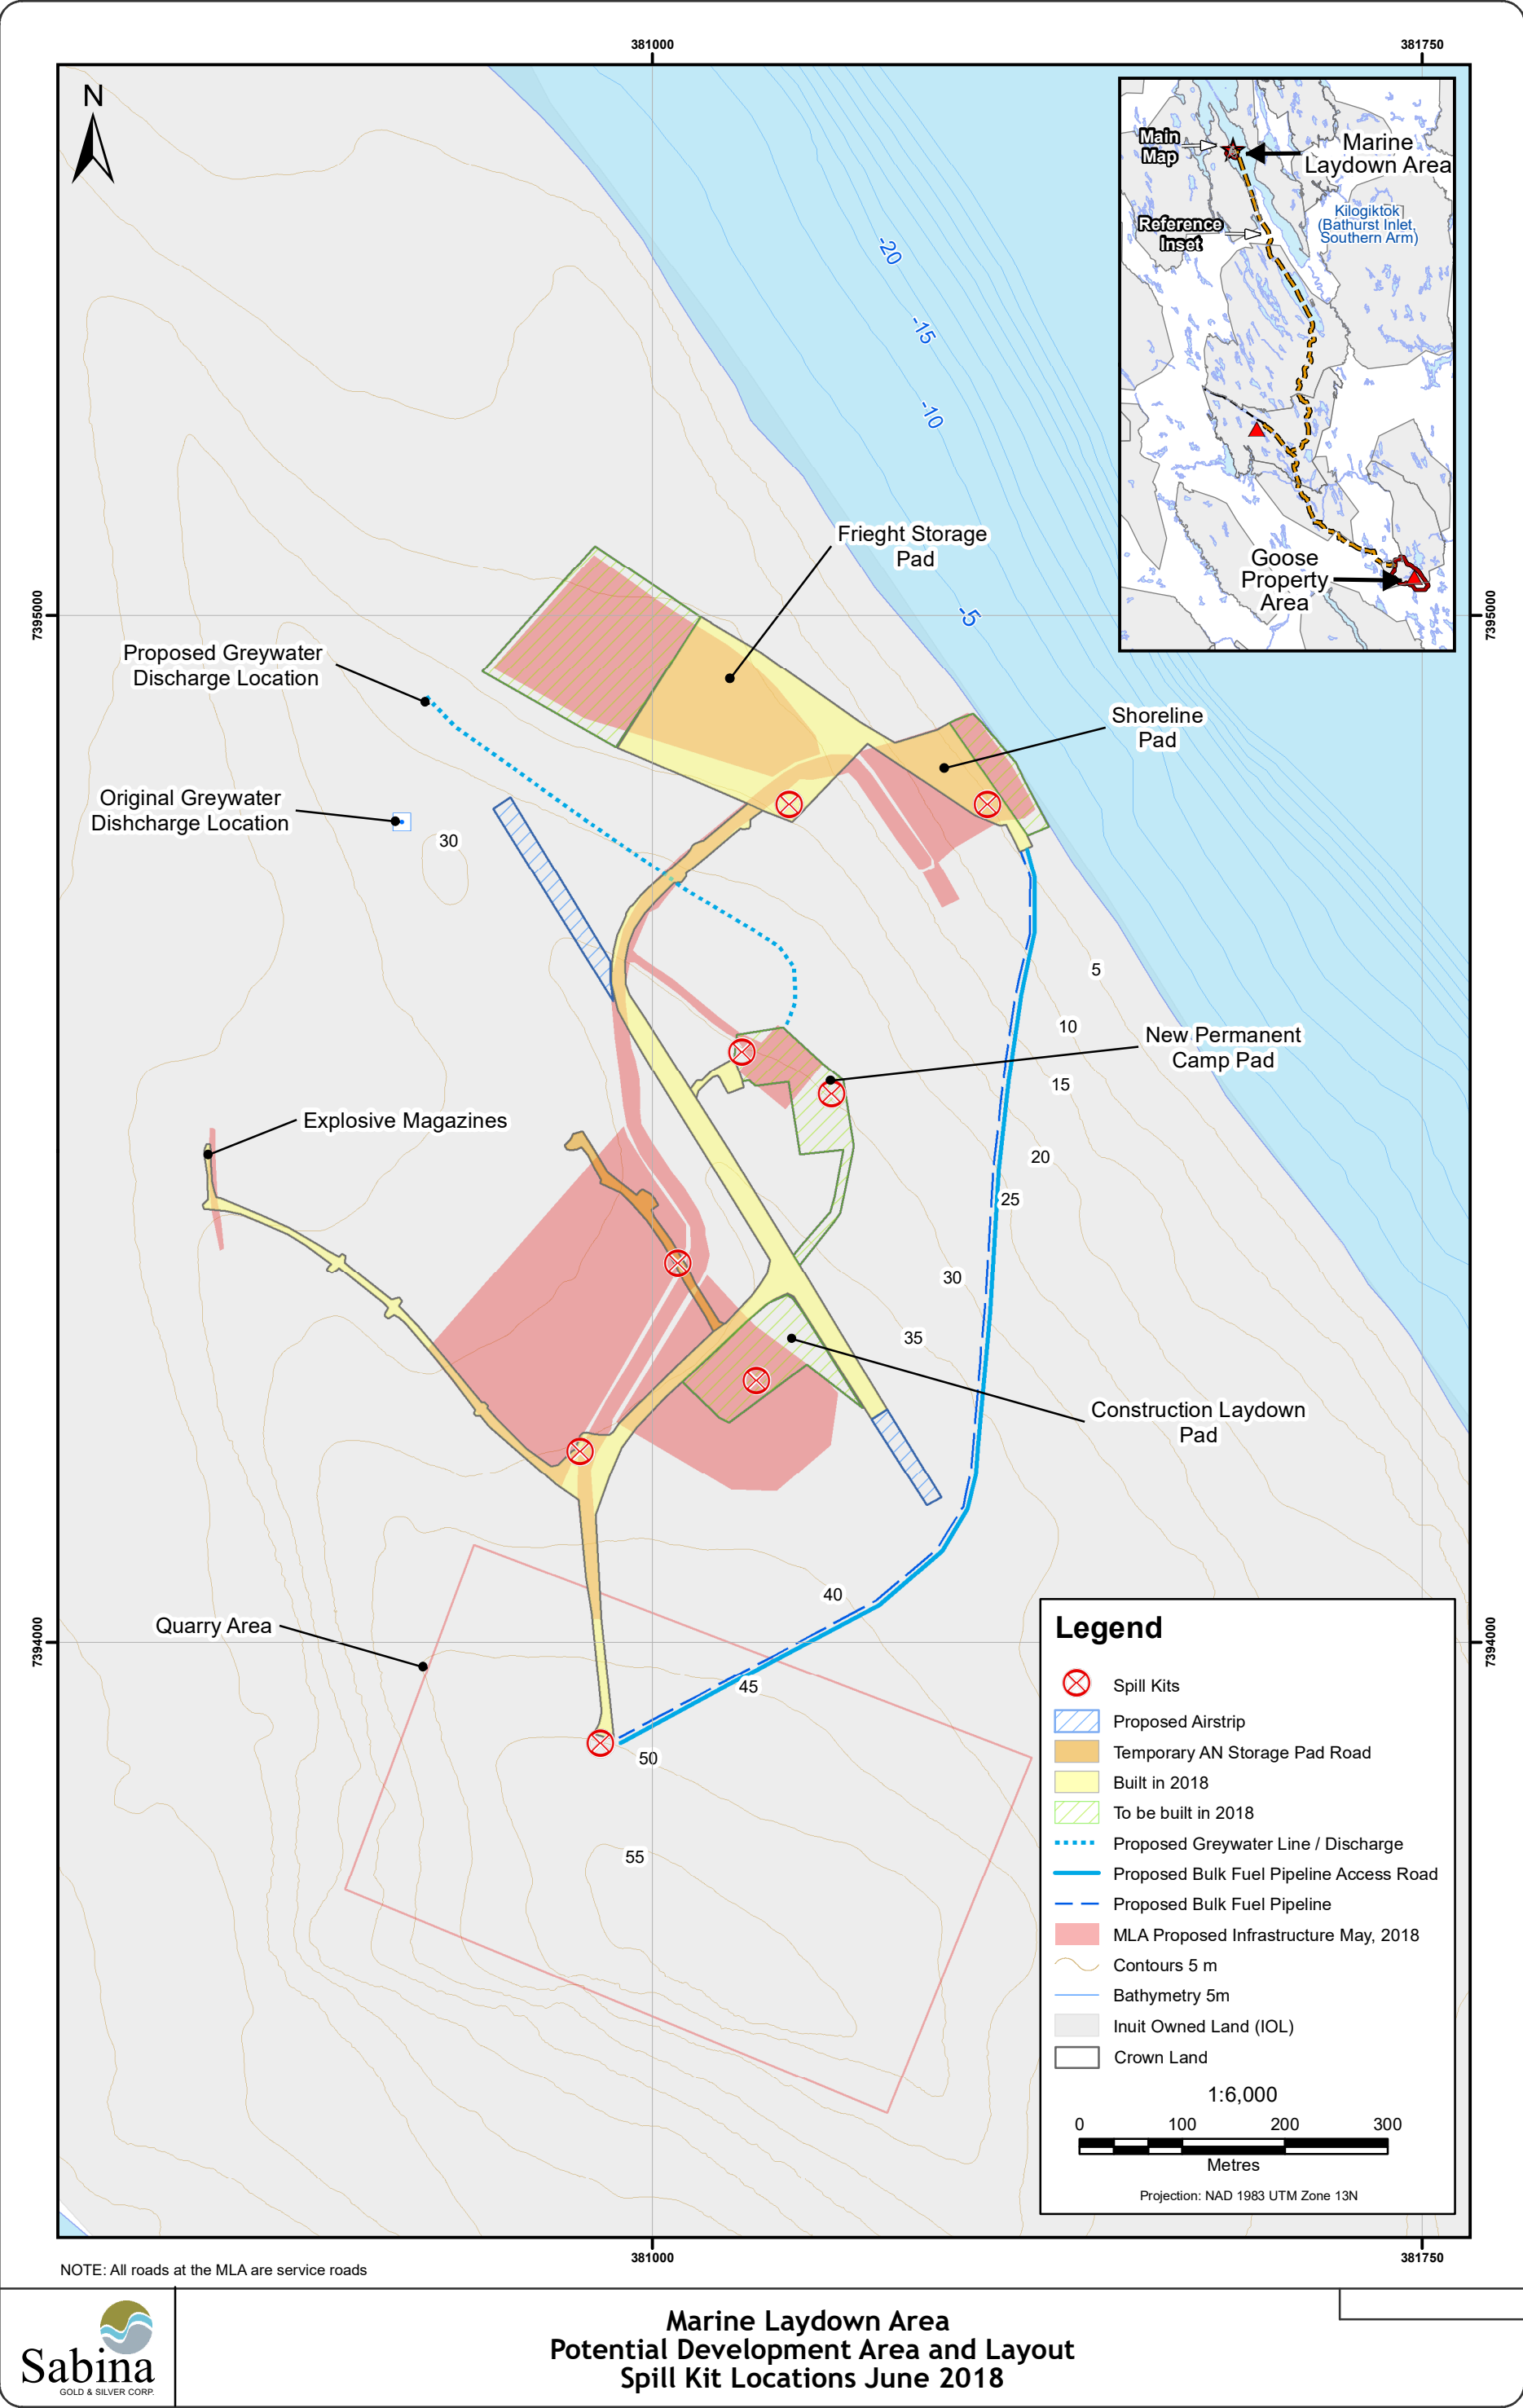 381000
381750
N
7395000
7395000
Main
Map
Marine
Laydown Area
Kilogiktok
(Bathurst Inlet,
Southern Arm)
Reference
Inset
Goose
Property
Area
-20
-15
-10
-5
Frieght Storage
Pad
Proposed Greywater
Discharge Location
Shoreline
Pad
Original Greywater
Dishcharge Location
30
5
10
New Permanent
Camp Pad
15
Explosive Magazines
20
25
30
35
Construction Laydown
Pad
40
Quarry Area
7394000
7394000
45
50
55
Legend
Spill Kits
Proposed Airstrip
Temporary AN Storage Pad Road
Built in 2018
To be built in 2018
Proposed Greywater Line / Discharge
Proposed Bulk Fuel Pipeline Access Road
Proposed Bulk Fuel Pipeline
MLA Proposed Infrastructure May, 2018
Contours 5 m
Bathymetry 5m
Inuit Owned Land (IOL)
Crown Land
1:6,000
0 100 200 300
Metres
Projection: NAD 1983 UTM Zone 13N
381000
381750
NOTE: All roads at the MLA are service roads
Sabina
GOLD & SILVER CORP.
Marine Laydown Area
Potential Development Area and Layout
Spill Kit Locations June 2018